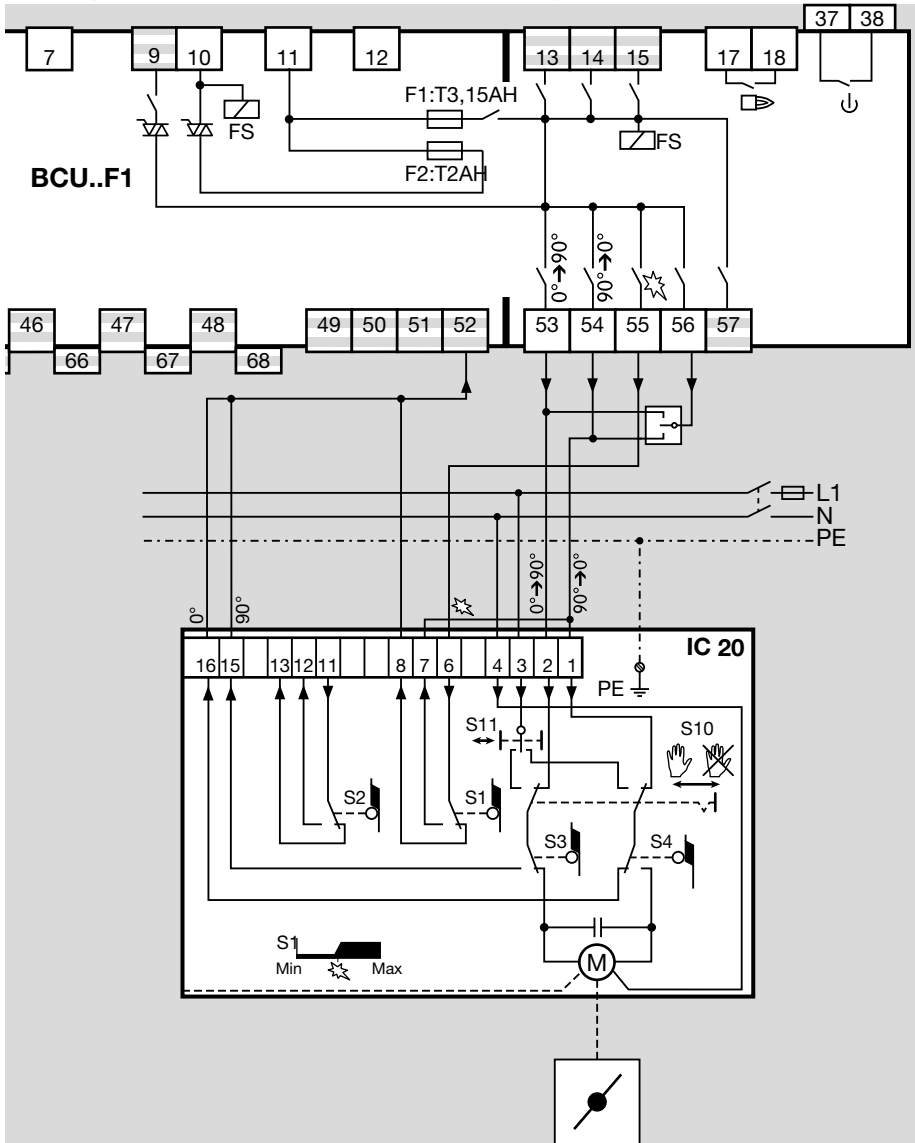 37 38
7 9 10 11 12 13 14 15 17 18
F1:T3,15AH
FS
FS
F2:T2AH
BCU..F1
0°➔90°
90°➔0°
46 47 48 49 50 51 52 53 54 55 56 57
66 67 68
L1
N
PE
0°
90°
0°➔90°
90°➔0°
IC 20
16 15 13 12 11 8 7 6 4 3 2 1
PE
S11
S10
S2
S1
S3
S4
S1
Min
Max
M